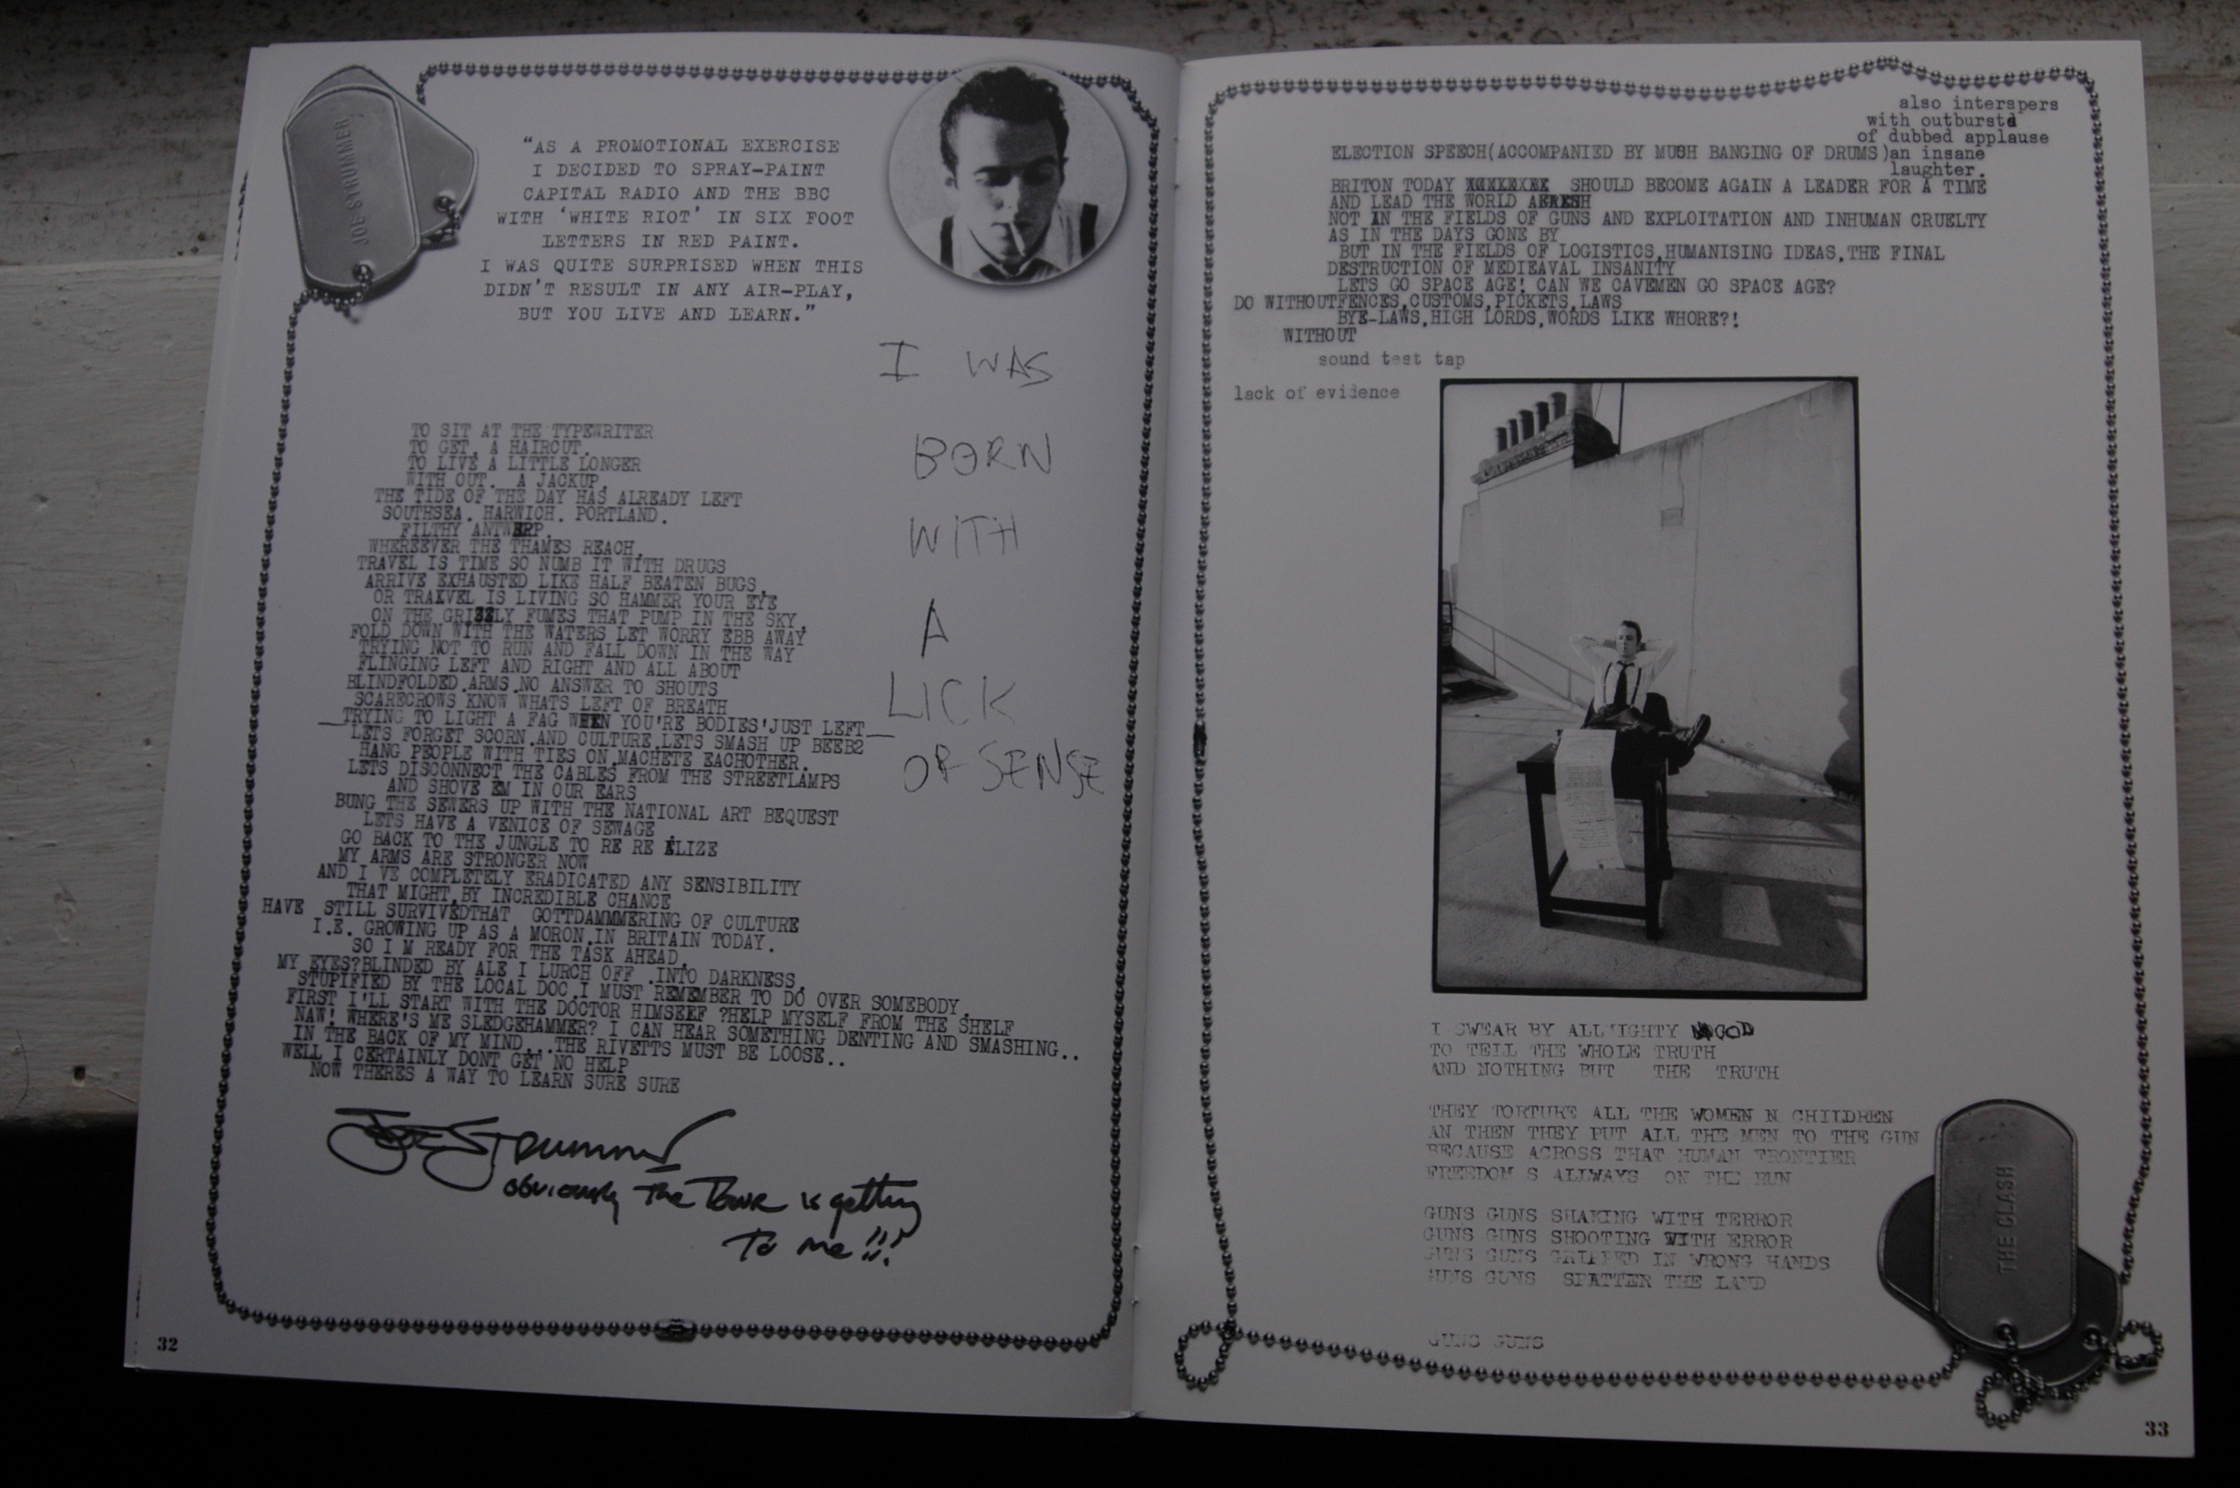 JOE STRUMMER
"AS A PROMOTIONAL EXERCISE
I DECIDED TO SPRAY-PAINT
CAPITAL RADIO AND THE BBC
WITH 'WHITE RIOT' IN SIX FOOT
LETTERS IN RED PAINT.
I WAS QUITE SURPRISED WHEN THIS
DIDN'T RESULT IN ANY AIR-PLAY,
BUT YOU LIVE AND LEARN."
I WAS
BORN
WITH
A
LICK
OF SENSE
TO SIT AT THE TYPEWRITER
TO GET. A HAIRCUT.
TO LIVE A LITTLE LONGER
WITH OUT. A JACKUP.
THE TIDE OF THE DAY HAS ALREADY LEFT
SOUTHSEA. HARWICH. PORTLAND.
FILTHY ANTWERP.
WHEREEVER THE THAMES REACH.
TRAVEL IS TIME SO NUMB IT WITH DRUGS
ARRIVE EXHAUSTED LIKE HALF BEATEN BUGS.
OR TRAKVEL IS LIVING SO HAMMER YOUR EYE
ON THE GRIZZLY FUMES THAT PUMP IN THE SKY.
FOLD DOWN WITH THE WATERS LET WORRY EBB AWAY
TRYING NOT TO RUN AND FALL DOWN IN THE WAY
FLINGING LEFT AND RIGHT AND ALL ABOUT
BLINDFOLDED.ARMS.NO ANSWER TO SHOUTS
SCARECROWS KNOW WHATS LEFT OF BREATH
TRYING TO LIGHT A FAG WHEN YOU'RE BODIES'JUST LEFT
LETS FORGET SCORN.AND CULTURE.LETS SMASH UP BEEB2
HANG PEOPLE WITH TIES ON.MACHETE EACHOTHER.
LETS DISCONNECT THE CABLES FROM THE STREETLAMPS
AND SHOVE EM IN OUR EARS
BUNG THE SEWERS UP WITH THE NATIONAL ART BEQUEST
LETS HAVE A VENICE OF SEWAGE
GO BACK TO THE JUNGLE TO RE RE ELIZE
MY ARMS ARE STRONGER NOW
AND I VE COMPLETELY ERADICATED ANY SENSIBILITY
THAT MIGHT.BY INCREDIBLE CHANCE
HAVE STILL SURVIVEDTHAT GOTTDAMMMERING OF CULTURE
I.E. GROWING UP AS A MORON.IN BRITAIN TODAY.
SO I M READY FOR THE TASK AHEAD.
MY EYES?BLINDED BY ALE I LURCH OFF .INTO DARKNESS.
STUPIFIED BY THE LOCAL DOC.I MUST REMEMBER TO DO OVER SOMEBODY.
FIRST I'LL START WITH THE DOCTOR HIMSEEF ?HELP MYSELF FROM THE SHELF
NAW! WHERE'S ME SLEDGEHAMMER? I CAN HEAR SOMETHING DENTING AND SMASHING..
IN THE BACK OF MY MIND...THE RIVETTS MUST BE LOOSE..
WELL I CERTAINLY DONT GET NO HELP
NOW THERES A WAY TO LEARN SURE SURE
JOE STRUMMER
obviously The Tour is getting
To me!!!
32
also interspers
with outbursts
of dubbed applause
ELECTION SPEECH(ACCOMPANIED BY MUCH BANGING OF DRUMS)an insane
laughter.
BRITON TODAY SHOULD BECOME AGAIN A LEADER FOR A TIME
AND LEAD THE WORLD AFRESH
NOT IN THE FIELDS OF GUNS AND EXPLOITATION AND INHUMAN CRUELTY
AS IN THE DAYS GONE BY
BUT IN THE FIELDS OF LOGISTICS,HUMANISING IDEAS,THE FINAL
DESTRUCTION OF MEDIEAVAL INSANITY
LETS GO SPACE AGE! CAN WE CAVEMEN GO SPACE AGE?
DO WITHOUTFENCES,CUSTOMS,PICKETS,LAWS
BYE-LAWS,HIGH LORDS,WORDS LIKE WHORE?!
WITHOUT
sound test tap
lack of evidence
I SWEAR BY ALL'IGHTY GOD
TO TELL THE WHOLE TRUTH
AND NOTHING BUT THE TRUTH
THEY TORTURE ALL THE WOMEN N CHILDREN
AN THEN THEY PUT ALL THE MEN TO THE GUN
BECAUSE ACROSS THAT HUMAN FRONTIER
FREEDOM S ALLWAYS ON THE RUN
GUNS GUNS SHAKING WITH TERROR
GUNS GUNS SHOOTING WITH ERROR
GUNS GUNS GRIPPED IN WRONG HANDS
GUNS GUNS SPATTER THE LAND
GUNS GUNS
THE CLASH
33